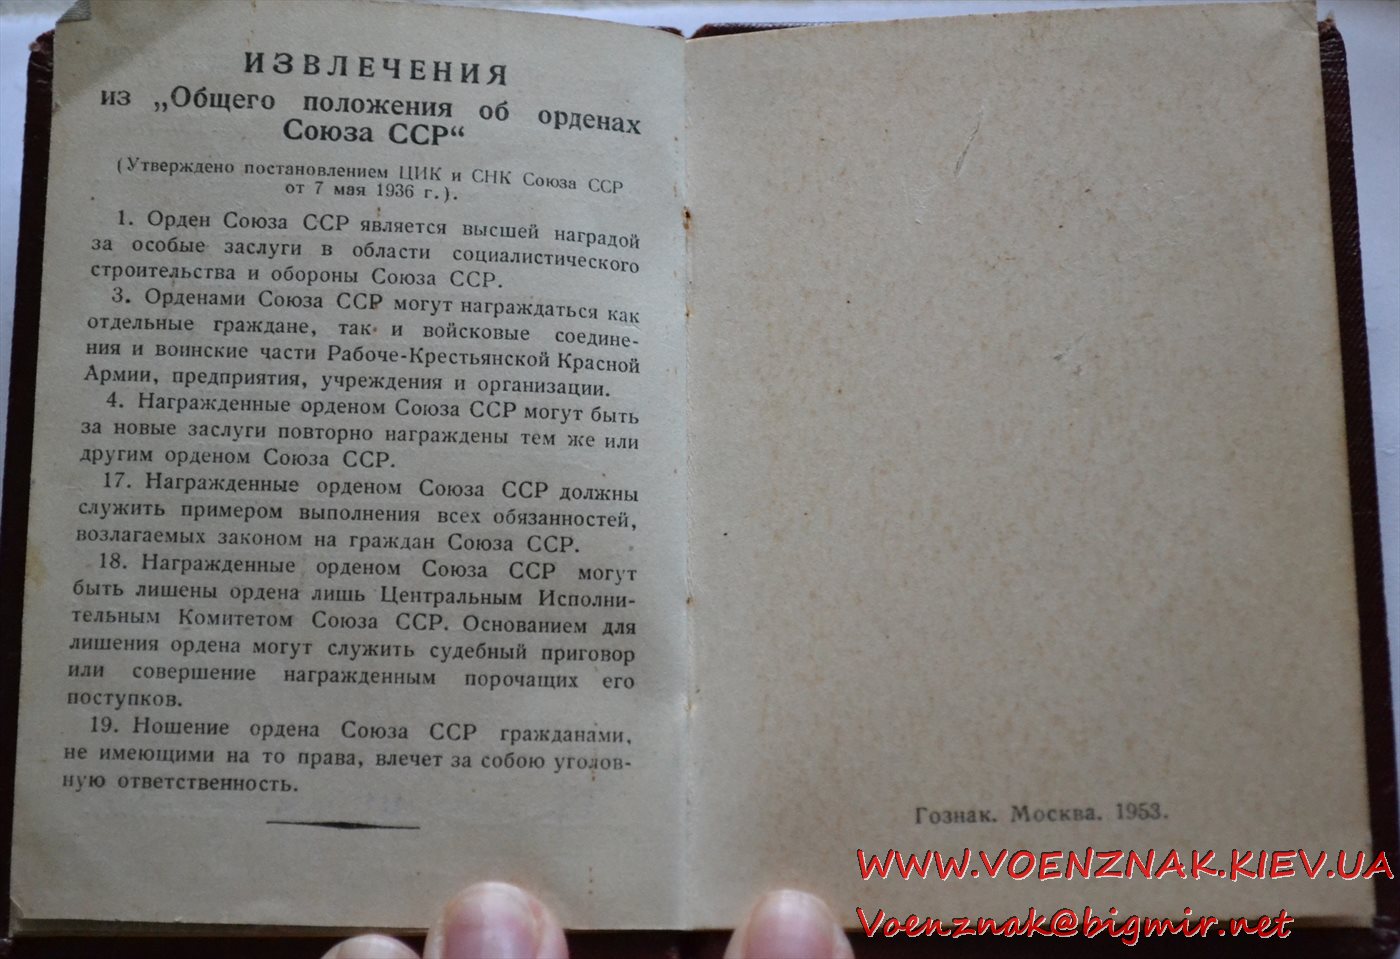 ИЗВЛЕЧЕНИЯ
из „Общего положения об орденах
Союза ССР“
(Утверждено постановлением ЦИК и СНК Союза ССР
от 7 мая 1936 г.).
1. Орден Союза ССР является высшей наградой
за особые заслуги в области социалистического
строительства и обороны Союза ССР.
3. Орденами Союза ССР могут награждаться как
отдельные граждане, так и войсковые соедине-
ния и воинские части Рабоче-Крестьянской Красной
Армии, предприятия, учреждения и организации.
4. Награжденные орденом Союза ССР могут быть
за новые заслуги повторно награждены тем же или
другим орденом Союза ССР.
17. Награжденные орденом Союза ССР должны
служить примером выполнения всех обязанностей,
возлагаемых законом на граждан Союза ССР.
18. Награжденные орденом Союза ССР могут
быть лишены ордена лишь Центральным Исполни-
тельным Комитетом Союза ССР. Основанием для
лишения ордена могут служить судебный приговор
или совершение награжденным порочащих его
поступков.
19. Ношение ордена Союза ССР гражданами,
не имеющими на то права, влечет за собою уголов-
ную ответственность.
Гознак. Москва. 1953.
WWW.VOENZNAK.KIEV.UA
Voenznak@bigmir.net